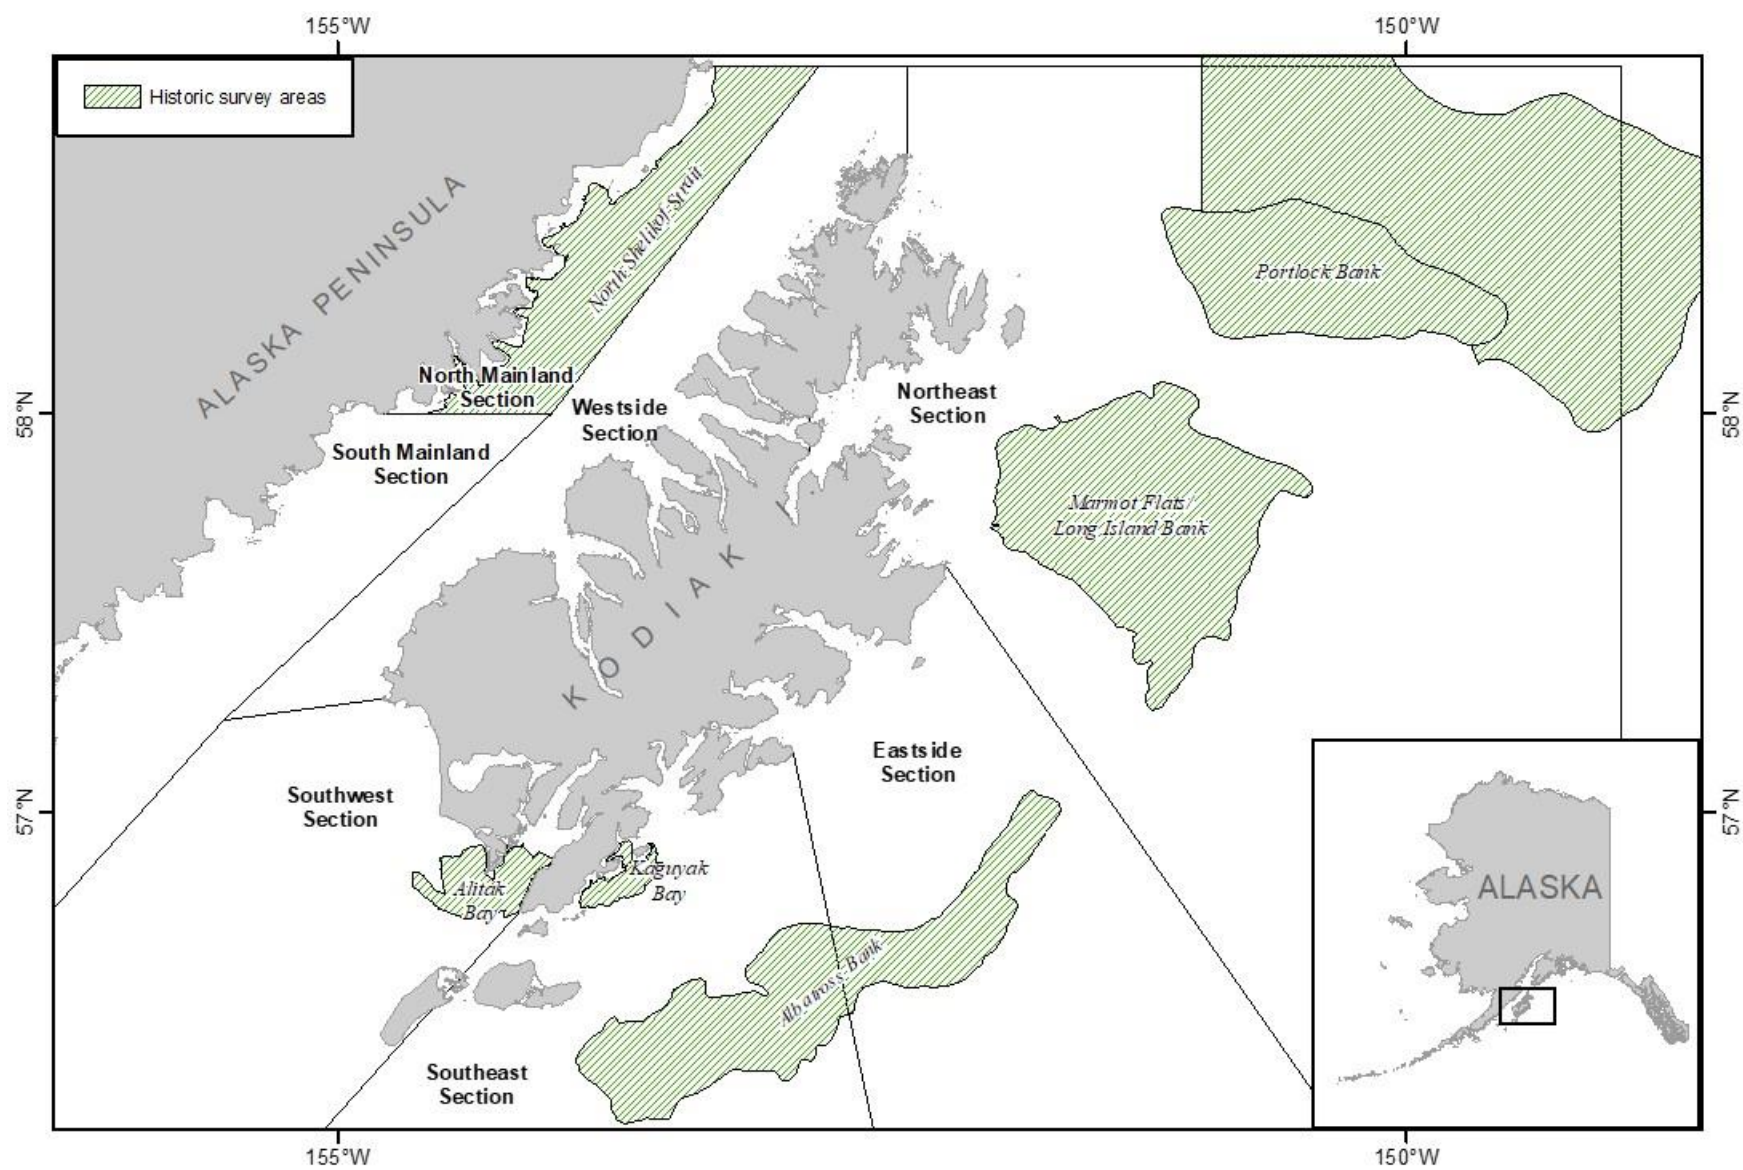 155°W
150°W
Historic survey areas
ALASKA PENINSULA
North Shelikof Strait
Portlock Bank
North Mainland
Section
58°N
58°N
Westside
Section
Northeast
Section
South Mainland
Section
Marmot Flats/
Long Island Bank
KODIAK I.
Eastside
Section
Southwest
Section
57°N
57°N
Alitak
Bay
Kaguyak
Bay
ALASKA
Albatross Bank
Southeast
Section
155°W
150°W